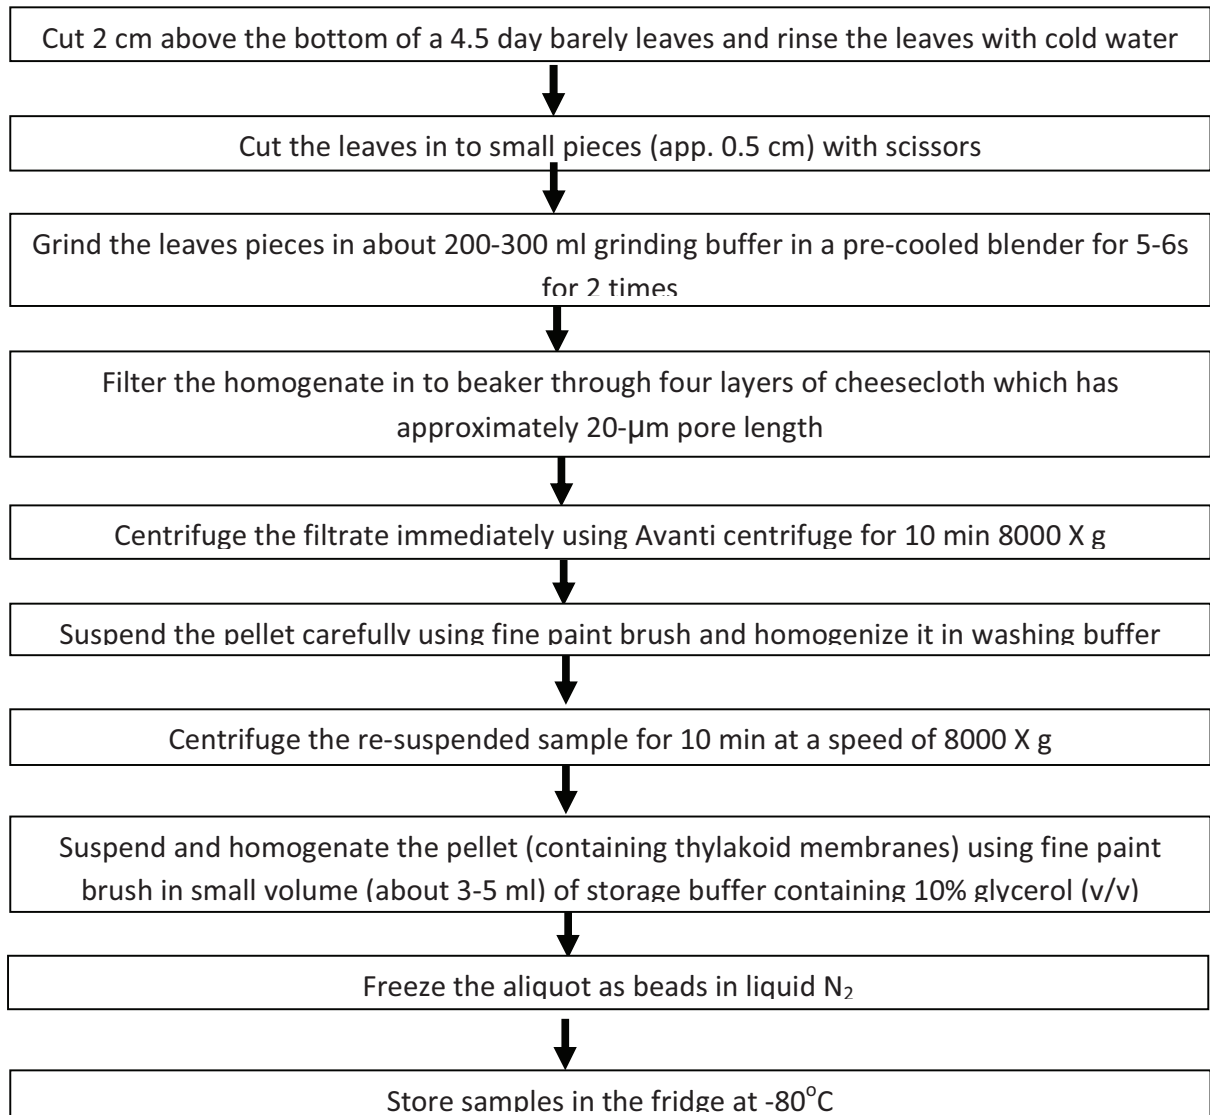 Cut 2 cm above the bottom of a 4.5 day barely leaves and rinse the leaves with cold water
Cut the leaves in to small pieces (app. 0.5 cm) with scissors
Grind the leaves pieces in about 200-300 ml grinding buffer in a pre-cooled blender for 5-6s
for 2 times
Filter the homogenate in to beaker through four layers of cheesecloth which has
approximately 20-µm pore length
Centrifuge the filtrate immediately using Avanti centrifuge for 10 min 8000 X g
Suspend the pellet carefully using fine paint brush and homogenize it in washing buffer
Centrifuge the re-suspended sample for 10 min at a speed of 8000 X g
Suspend and homogenate the pellet (containing thylakoid membranes) using fine paint
brush in small volume (about 3-5 ml) of storage buffer containing 10% glycerol (v/v)
Freeze the aliquot as beads in liquid N₂
Store samples in the fridge at -80°C